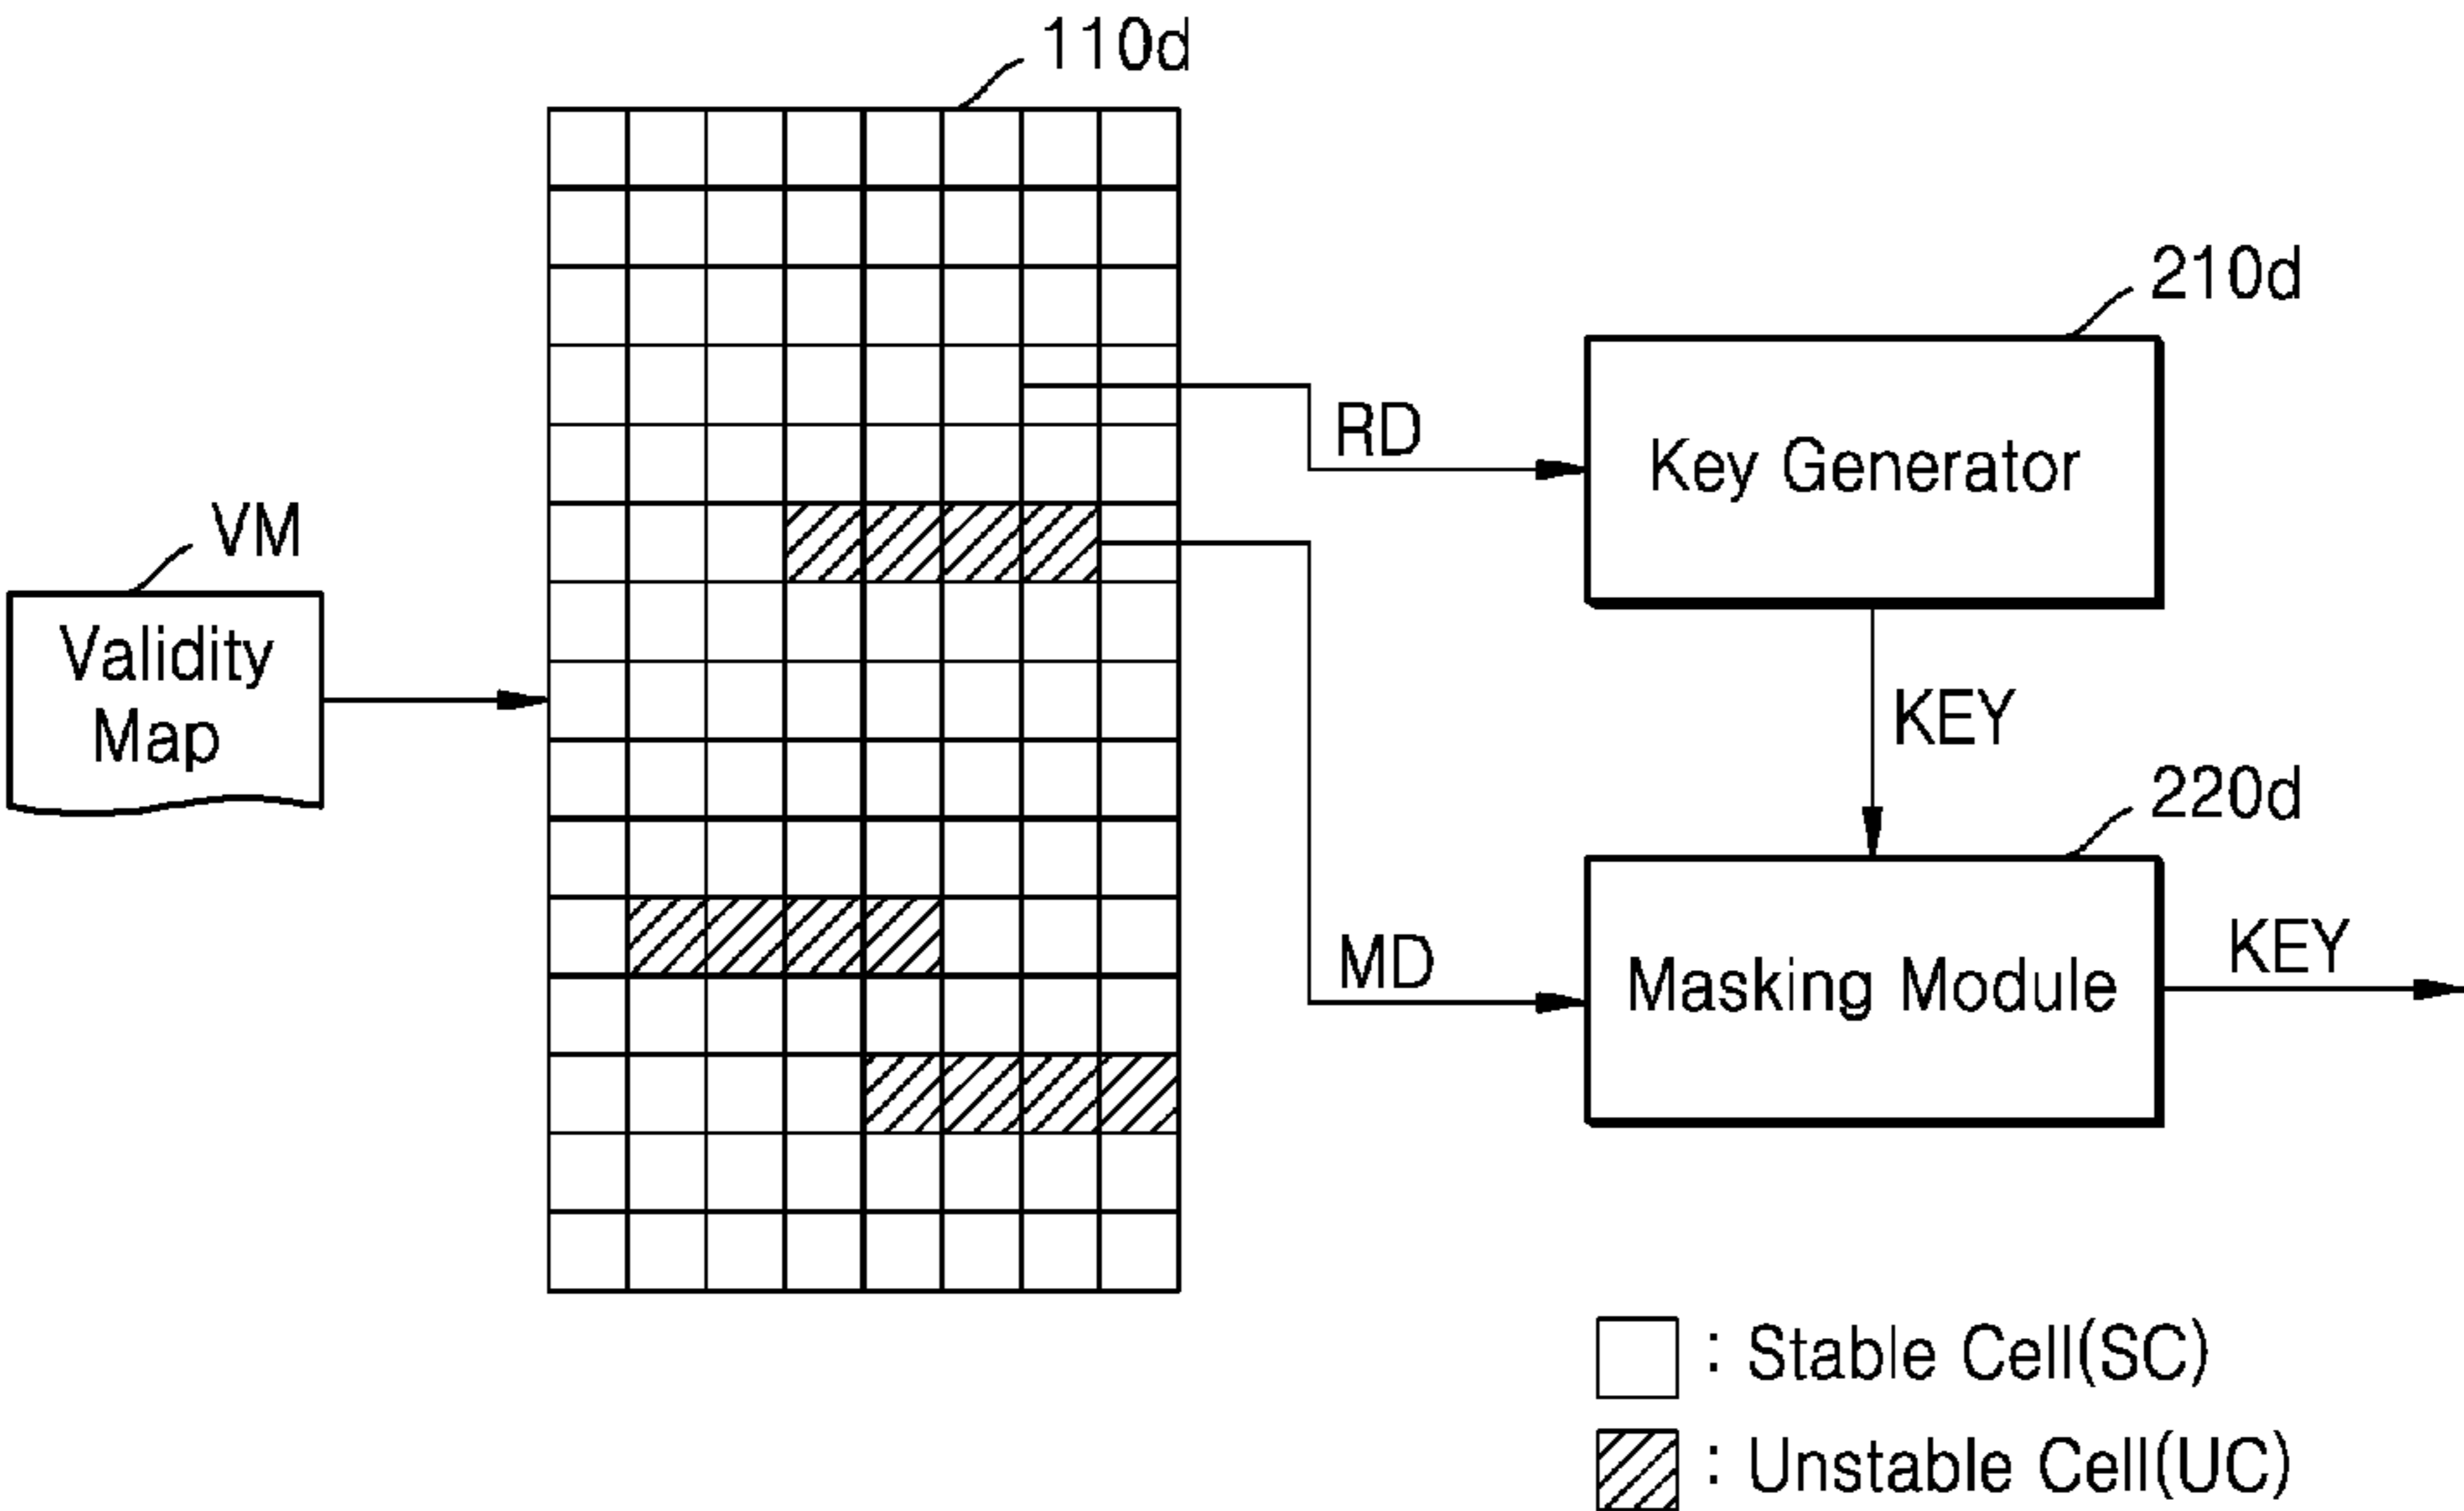 110d
210d
RD
Key Generator
VM
Validity
Map
KEY
220d
MD
Masking Module
KEY
: Stable Cell(SC)
: Unstable Cell(UC)